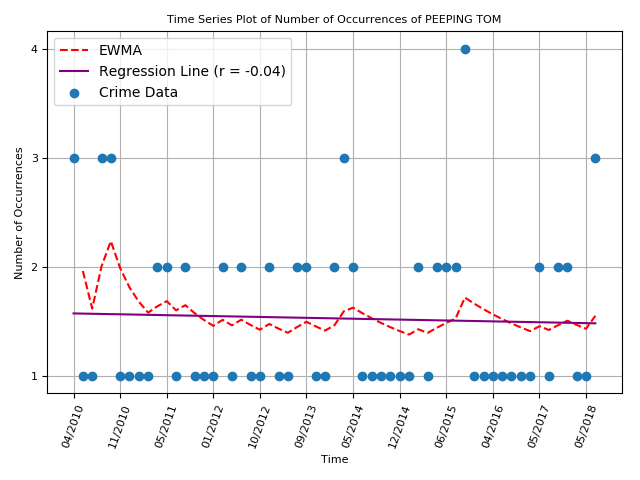 Time Series Plot of Number of Occurrences of PEEPING TOM
EWMA
Regression Line (r = -0.04)
Crime Data
Number of Occurrences
4
3
2
1
04/2010
11/2010
05/2011
01/2012
10/2012
09/2013
05/2014
12/2014
06/2015
04/2016
05/2017
05/2018
Time